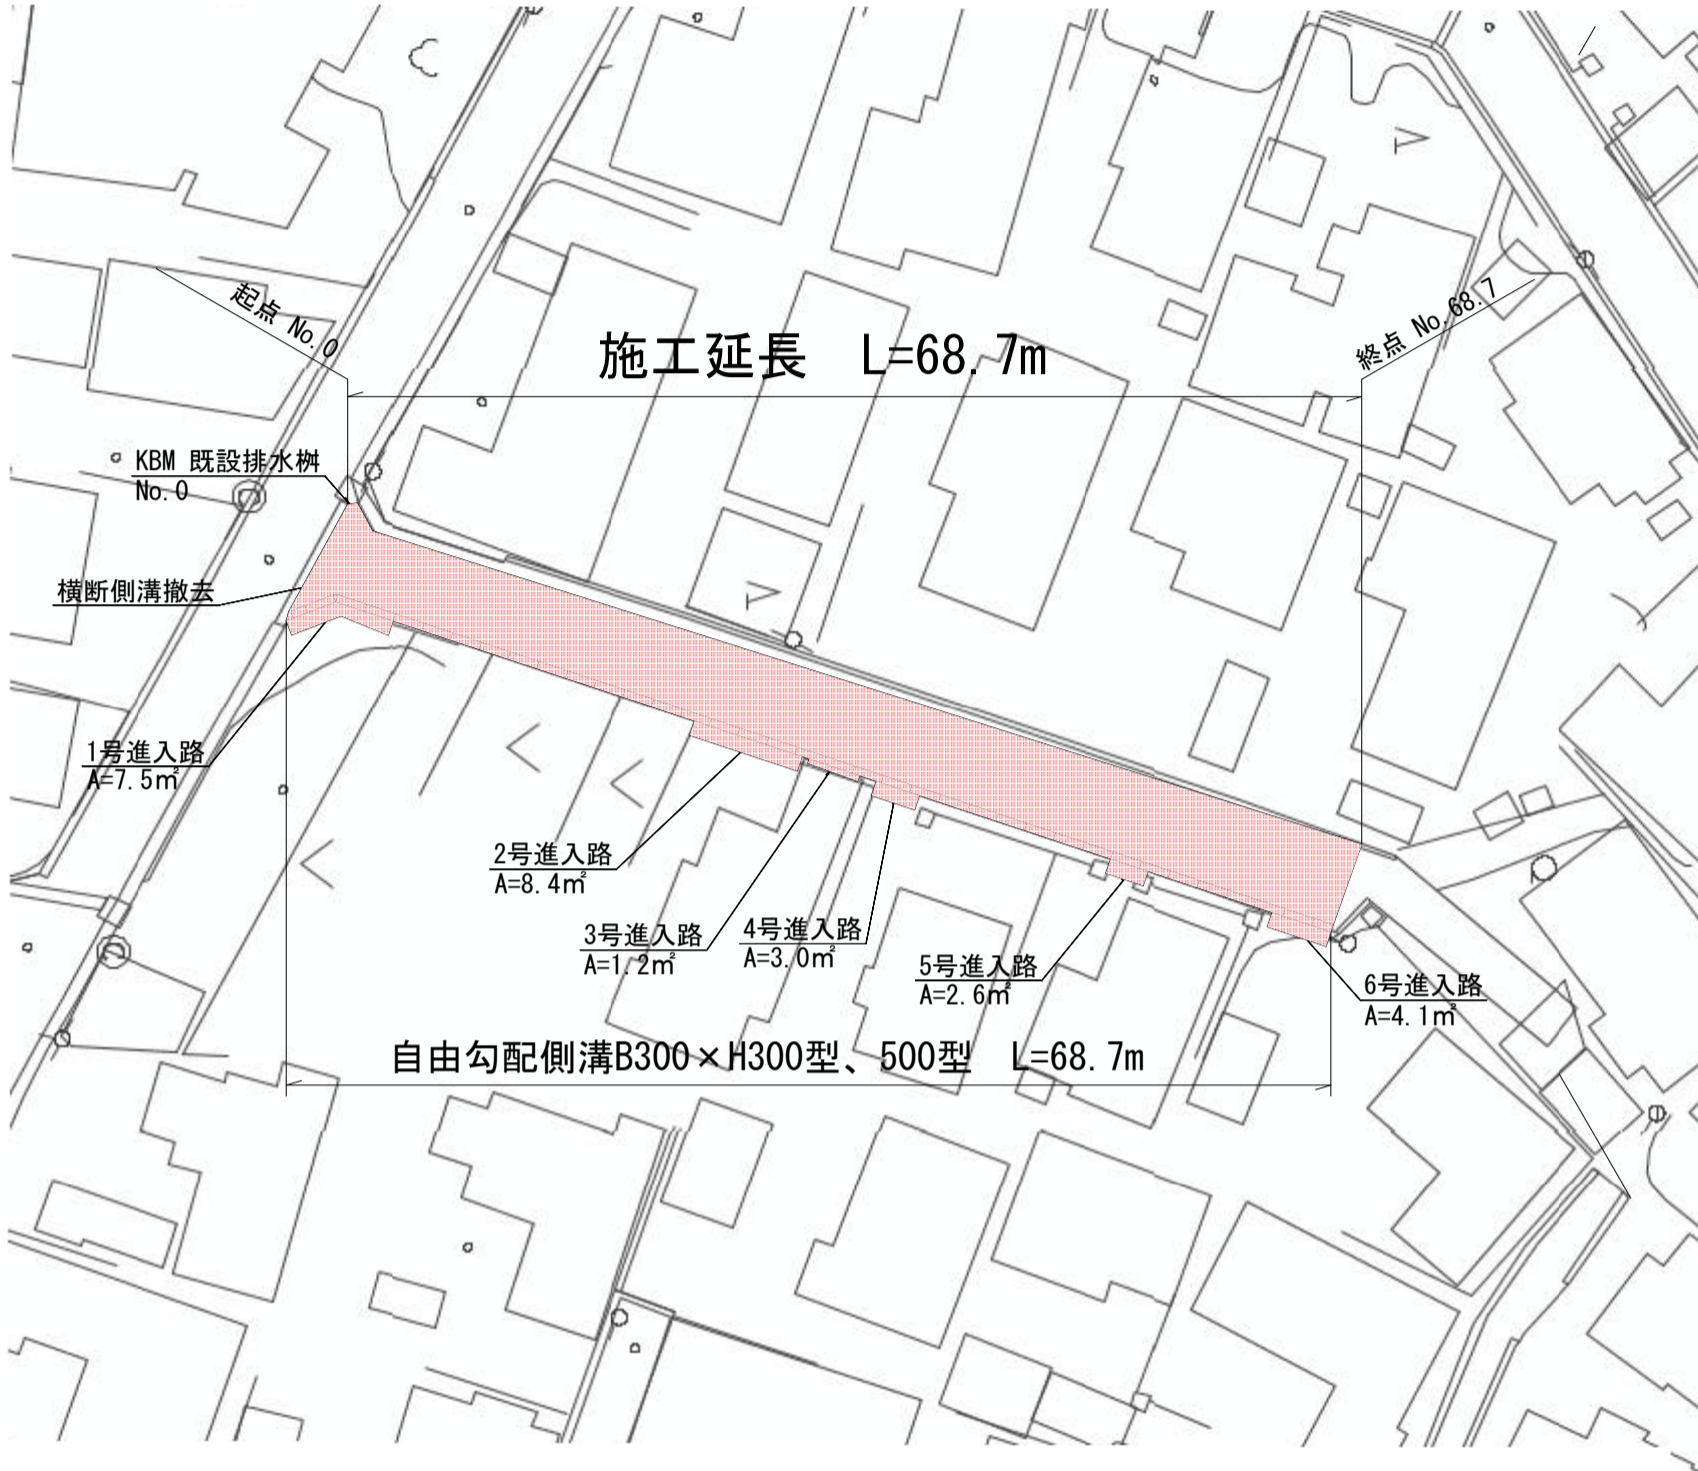 起点 No.0
施工延長　L=68.7m
終点 No.68.7
KBM 既設排水桝
No.0
横断側溝撤去
1号進入路
A=7.5㎡
2号進入路
A=8.4㎡
3号進入路
A=1.2㎡
4号進入路
A=3.0㎡
5号進入路
A=2.6㎡
6号進入路
A=4.1㎡
自由勾配側溝B300×H300型、500型　L=68.7m